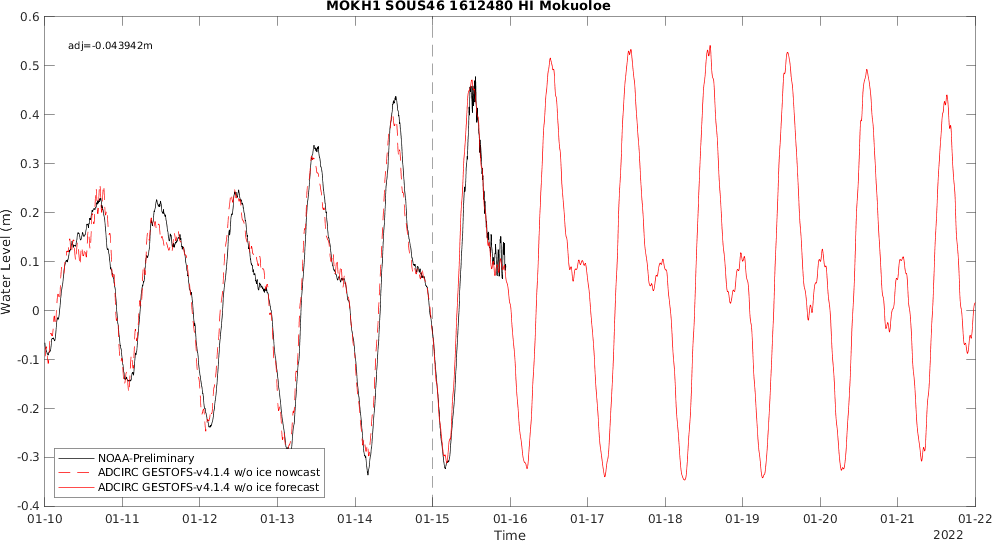 MOKH1 SOUS46 1612480 HI Mokuoloe
adj=-0.043942m
Water Level (m)
0.6
0.5
0.4
0.3
0.2
0.1
0
-0.1
-0.2
-0.3
-0.4
NOAA-Preliminary
ADCIRC GESTOFS-v4.1.4 w/o ice nowcast
ADCIRC GESTOFS-v4.1.4 w/o ice forecast
01-10 01-11 01-12 01-13 01-14 01-15 01-16 01-17 01-18 01-19 01-20 01-21 01-22
Time
2022